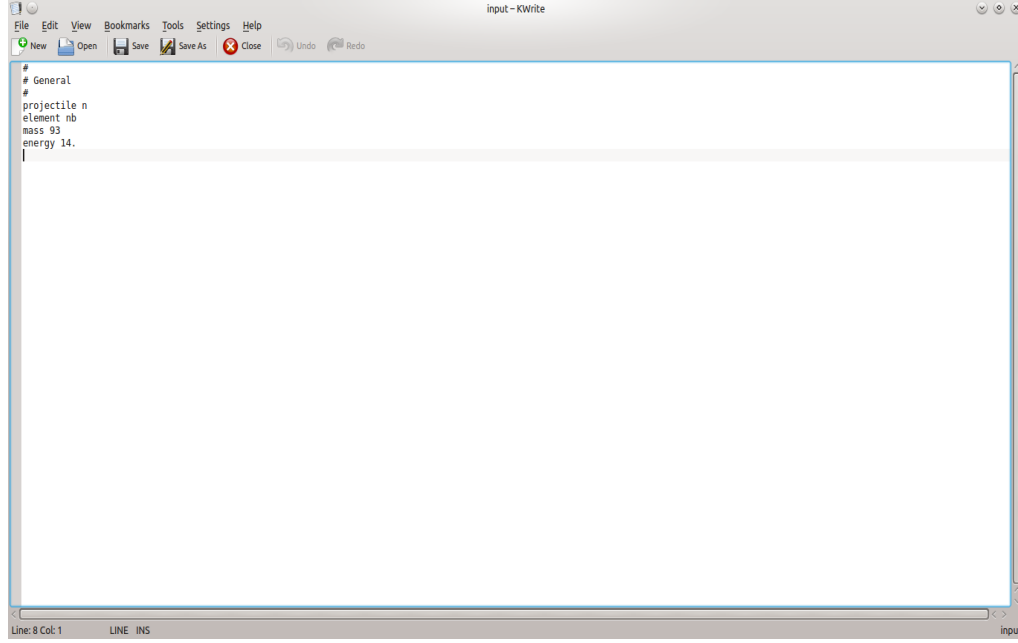 input – KWrite
File Edit View Bookmarks Tools Settings Help
New Open Save Save As Close Undo Redo
#
# General
#
projectile n
element nb
mass 93
energy 14.
Line: 8 Col: 1 LINE INS inpu